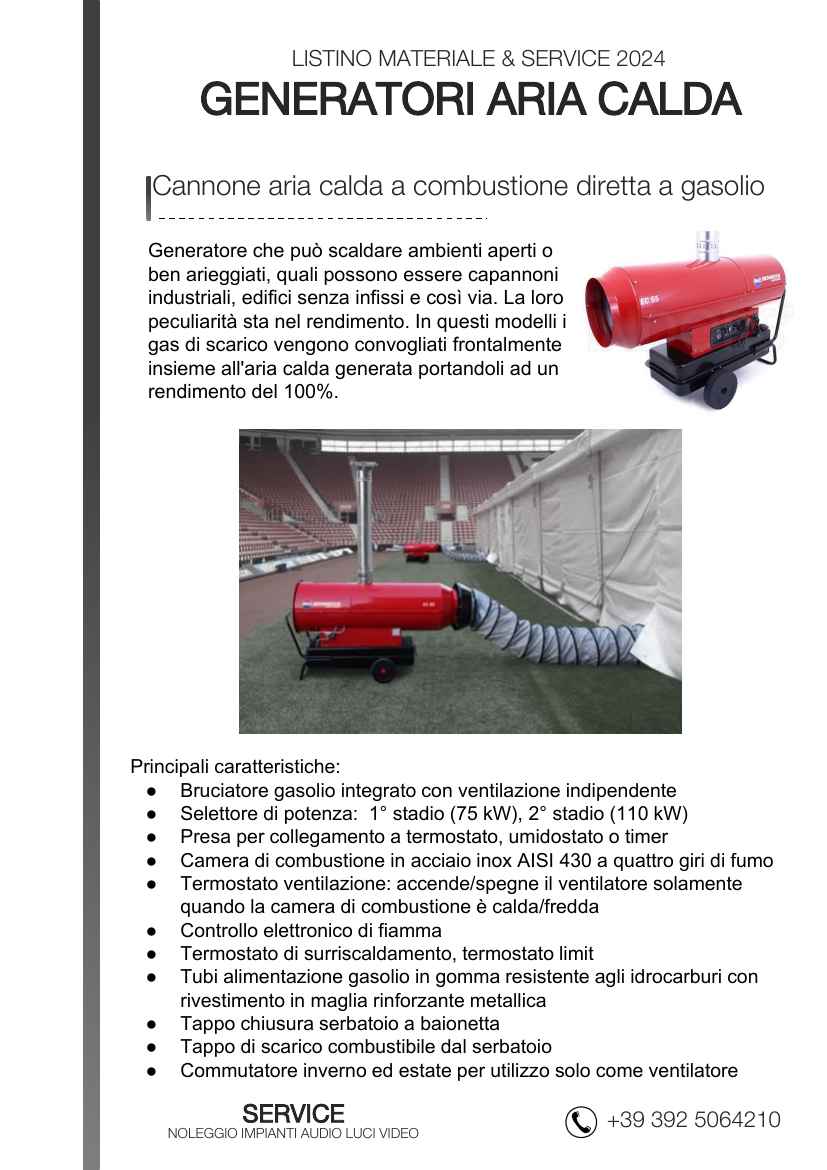 LISTINO MATERIALE & SERVICE 2024
GENERATORI ARIA CALDA
Cannone aria calda a combustione diretta a gasolio
Generatore che può scaldare ambienti aperti o
ben arieggiati, quali possono essere capannoni
industriali, edifici senza infissi e così via. La loro
peculiarità sta nel rendimento. In questi modelli i
gas di scarico vengono convogliati frontalmente
insieme all'aria calda generata portandoli ad un
rendimento del 100%.
EC 85
Principali caratteristiche:
● Bruciatore gasolio integrato con ventilazione indipendente
● Selettore di potenza:  1° stadio (75 kW), 2° stadio (110 kW)
● Presa per collegamento a termostato, umidostato o timer
● Camera di combustione in acciaio inox AISI 430 a quattro giri di fumo
● Termostato ventilazione: accende/spegne il ventilatore solamente
quando la camera di combustione è calda/fredda
● Controllo elettronico di fiamma
● Termostato di surriscaldamento, termostato limit
● Tubi alimentazione gasolio in gomma resistente agli idrocarburi con
rivestimento in maglia rinforzante metallica
● Tappo chiusura serbatoio a baionetta
● Tappo di scarico combustibile dal serbatoio
● Commutatore inverno ed estate per utilizzo solo come ventilatore
SERVICE
NOLEGGIO IMPIANTI AUDIO LUCI VIDEO
+39 392 5064210